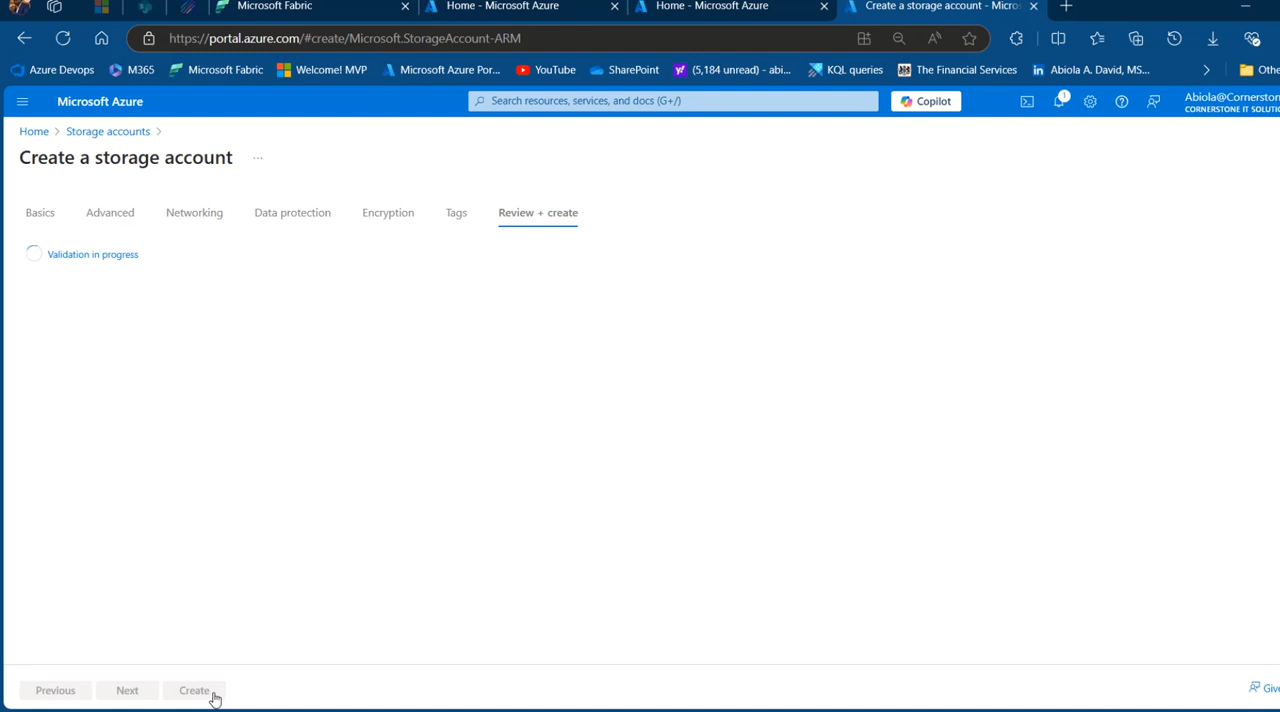 Microsoft Fabric
Home - Microsoft Azure
Home - Microsoft Azure
Create a storage account - Micros
https://portal.azure.com/#create/Microsoft.StorageAccount-ARM
Azure Devops
M365
Microsoft Fabric
Welcome! MVP
Microsoft Azure Por...
YouTube
SharePoint
(5,184 unread) - abi...
KQL queries
The Financial Services
Abiola A. David, MS...
Othe
Microsoft Azure
Search resources, services, and docs (G+/)
Copilot
1
Abiola@Cornerston
CORNERSTONE IT SOLUTIO
Home > Storage accounts >
Create a storage account ...
Basics
Advanced
Networking
Data protection
Encryption
Tags
Review + create
Validation in progress
Previous
Next
Create
Give